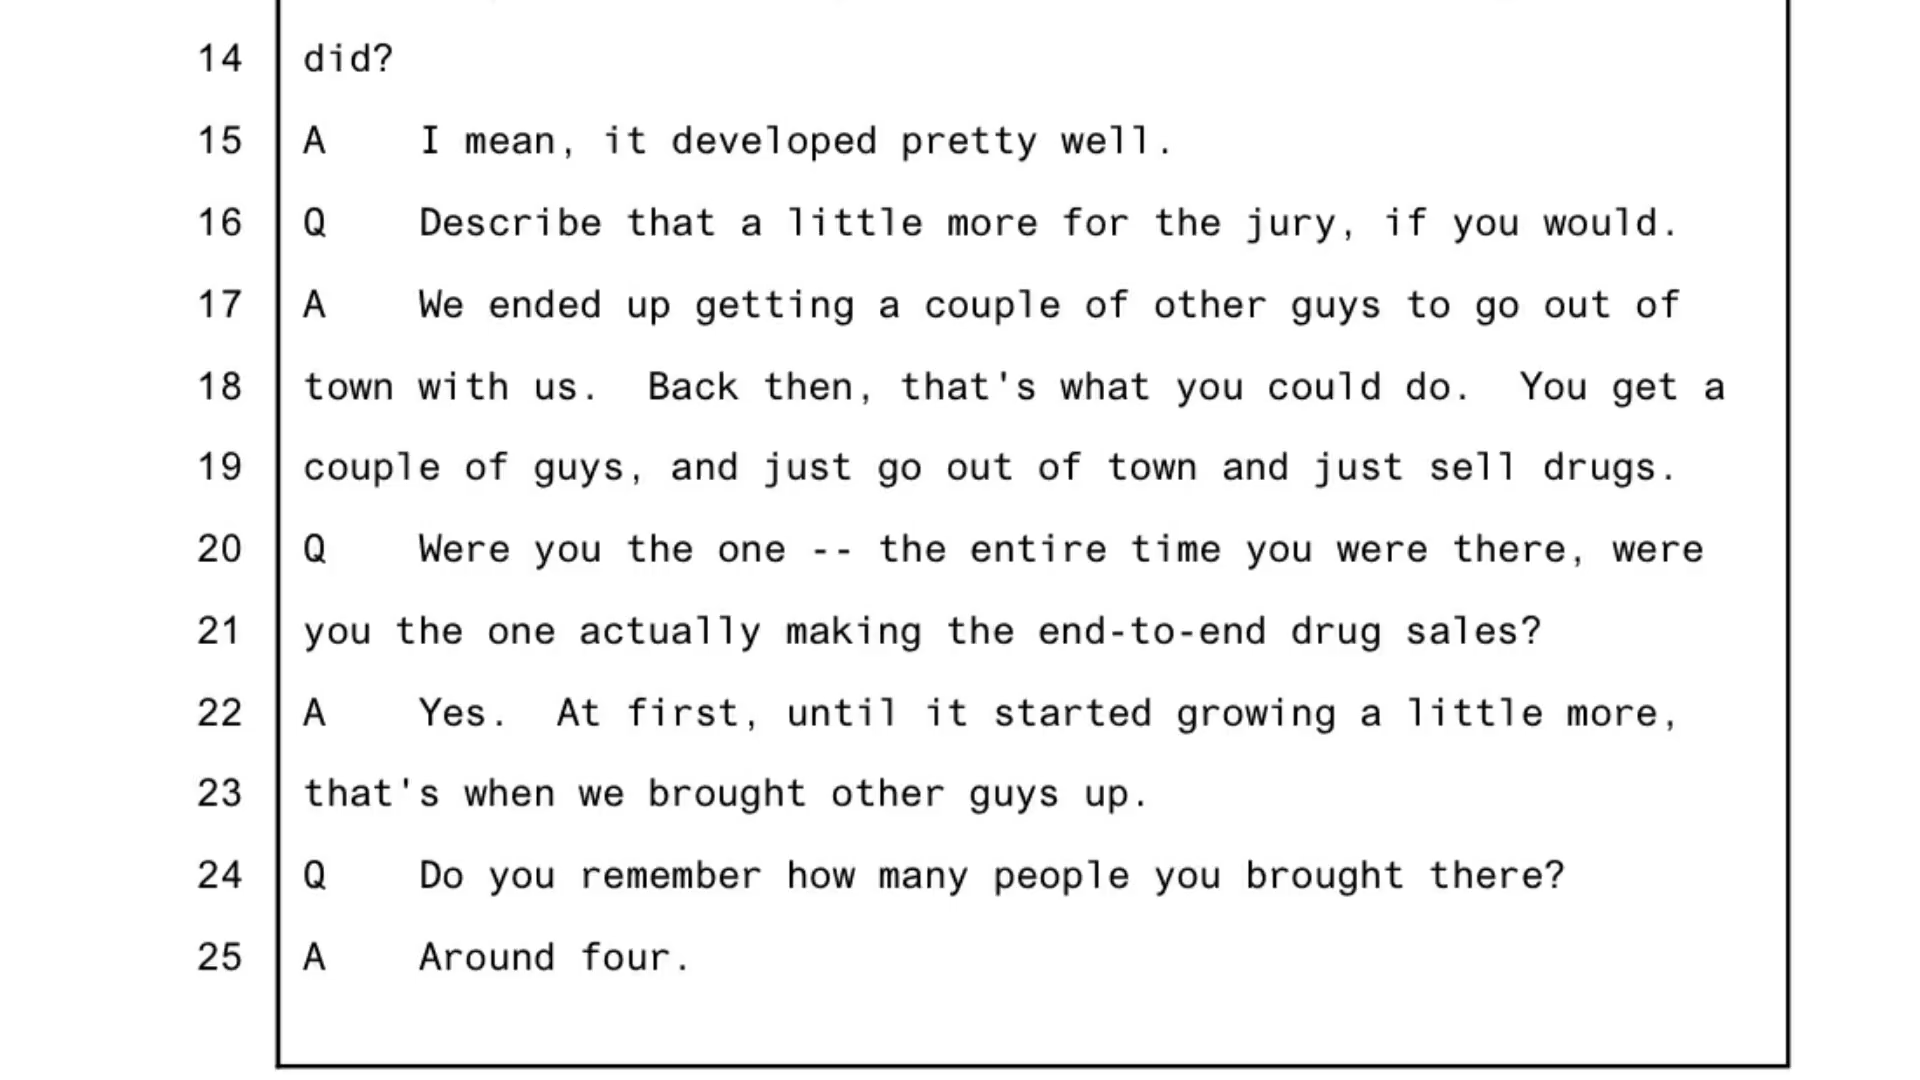 14 did?
15 A I mean, it developed pretty well.
16 Q Describe that a little more for the jury, if you would.
17 A We ended up getting a couple of other guys to go out of
18 town with us.  Back then, that's what you could do.  You get a
19 couple of guys, and just go out of town and just sell drugs.
20 Q Were you the one -- the entire time you were there, were
21 you the one actually making the end-to-end drug sales?
22 A Yes.  At first, until it started growing a little more,
23 that's when we brought other guys up.
24 Q Do you remember how many people you brought there?
25 A Around four.